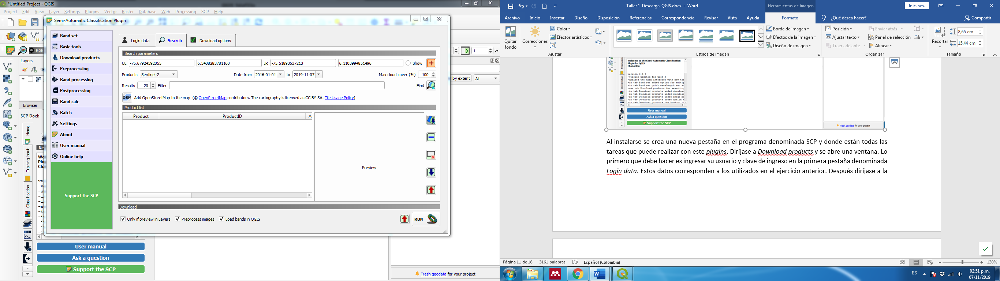 *Untitled Project - QGIS
Project Edit View Layer Settings Plugins Vector Raster Database Web Processing SCP Help
Semi-Automatic Classification Plugin
Band set
Basic tools
Download products
Preprocessing
Band processing
Postprocessing
Band calc
Batch
Settings
About
User manual
Online help
Support the SCP
Login data
Search
Download options
Search parameters
UL -75.67924392055 6.3408283781160 LR -75.51893637213 6.1103994851496 Show
Products Sentinel-2 Date from 2016-01-01 to 2019-11-07 Max cloud cover (%) 100
Results 20 Filter Find
OSM Add OpenStreetMap to the map (© OpenStreetMap contributors. The cartography is licensed as CC BY-SA. Tile Usage Policy)
Product list
Product ProductID A
Preview
Download
Only if preview in Layers Preprocess images Load bands in QGIS RUN
RGB
1 »
Layers
r by extent All
Browser
SCP Dock
Home
Training input
Classification
User manual
Ask a question
Support the SCP
Fresh geodata for your project
Taller 1_Descarga_QGIS.docx - Word
Herramientas de imagen
Inic. ses.
Archivo Inicio Insertar Diseño Disposición Referencias Correspondencia Revisar Vista Ayuda Formato ¿Qué desea hacer? Compartir
Quitar fondo
Correcciones
Color
Efectos artísticos
Ajustar
Estilos de imagen
Borde de imagen
Efectos de la imagen
Diseño de imagen
Posición
Ajustar texto
Traer adelante
Enviar atrás
Panel de selección
Alinear
Organizar
Recortar
8,65 cm
15,44 cm
Tamaño
Welcome to the Semi-Automatic Classification
Plugin for QGIS
Changelog
version 6.0.0
-version updated for QGIS 3
-updated the Main interface with new tab
-in tab Band set added option for multip
-in tab Band set quick wavelength set ad
-new tab Download products for searching
-in tab Download products added download
-in tab Download products added download
-in tab Download products added image pr
-in tab Download products added option t
-in tab Download products the Product li
User manual
Ask a question
Support the SCP
Fresh geodata for your project
Al instalarse se crea una nueva pestaña en el programa denominada SCP y donde están todas las
tareas que puede realizar con este plugins. Diríjase a Download products y se abre una ventana. Lo
primero que debe hacer es ingresar su usuario y clave de ingreso en la primera pestaña denominada
Login data. Estos datos corresponden a los utilizados en el ejercicio anterior. Después diríjase a la
Página 11 de 16 3161 palabras Español (Colombia) 130%
ES 02:51 p.m.
07/11/2019